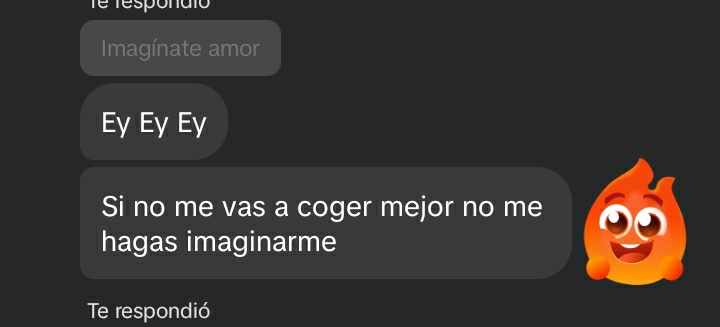 Te respondió
Imagínate amor
Ey Ey Ey
Si no me vas a coger mejor no me
hagas imaginarme
Te respondió